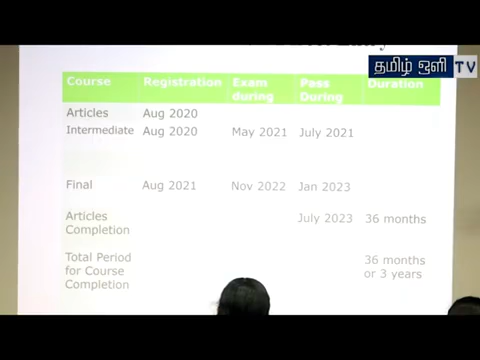 தமிழ் ஒளி TV
Course Registration Exam during Pass During Duration
Articles Aug 2020
Intermediate Aug 2020 May 2021 July 2021
Final Aug 2021 Nov 2022 Jan 2023
Articles Completion July 2023 36 months
Total Period for Course Completion 36 months or 3 years